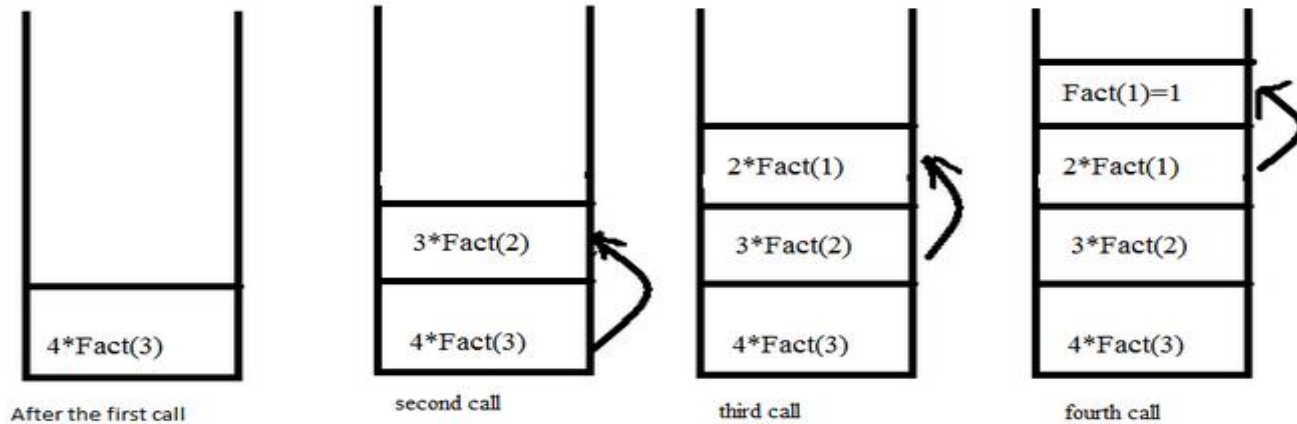 4*Fact(3)
After the first call
3*Fact(2)
4*Fact(3)
second call
2*Fact(1)
3*Fact(2)
4*Fact(3)
third call
Fact(1)=1
2*Fact(1)
3*Fact(2)
4*Fact(3)
fourth call